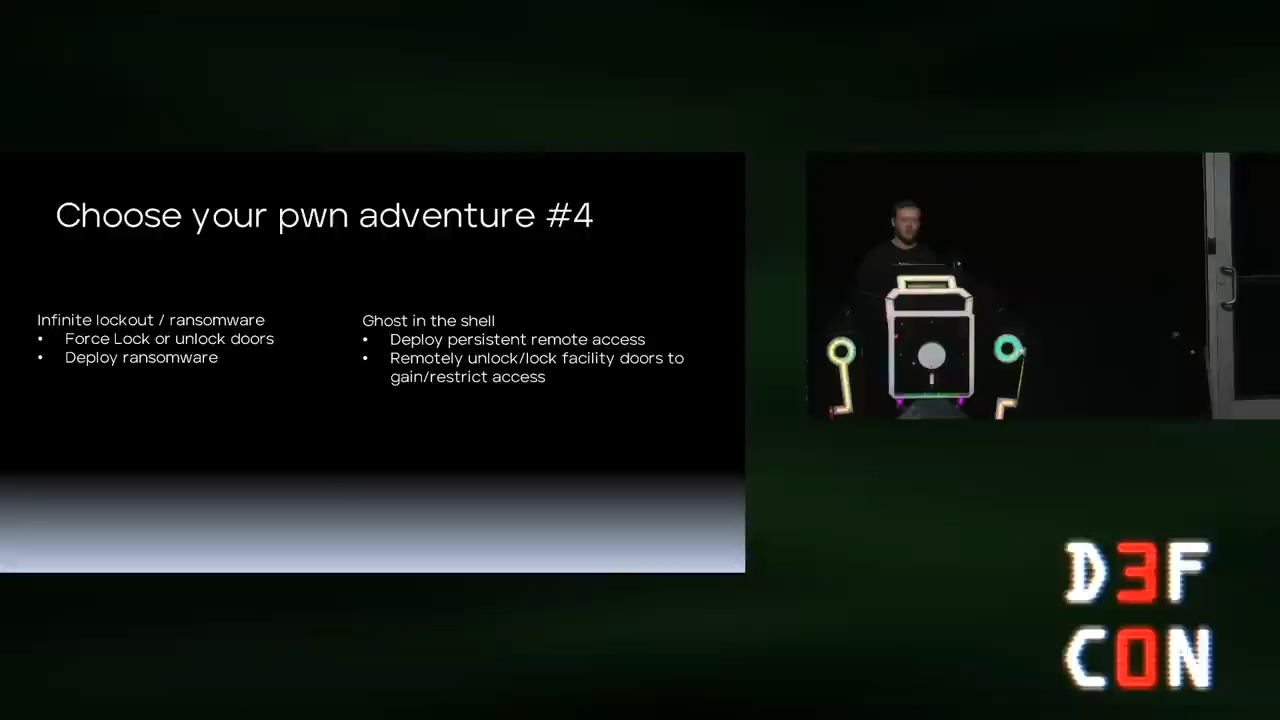 Choose your pwn adventure #4
Infinite lockout / ransomware
• Force Lock or unlock doors
• Deploy ransomware
Ghost in the shell
• Deploy persistent remote access
• Remotely unlock/lock facility doors to
gain/restrict access
D3F
C0N